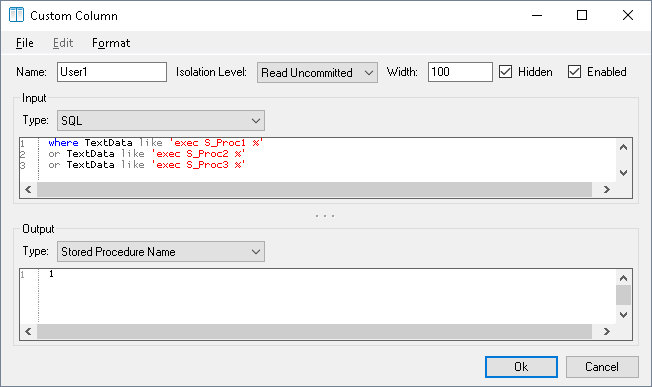 Custom Column
File Edit Format
Name: User1 Isolation Level: Read Uncommitted Width: 100 Hidden Enabled
Input
Type: SQL
1 where TextData like 'exec S_Proc1 %'
2 or TextData like 'exec S_Proc2 %'
3 or TextData like 'exec S_Proc3 %'
Output
Type: Stored Procedure Name
1 1
Ok Cancel